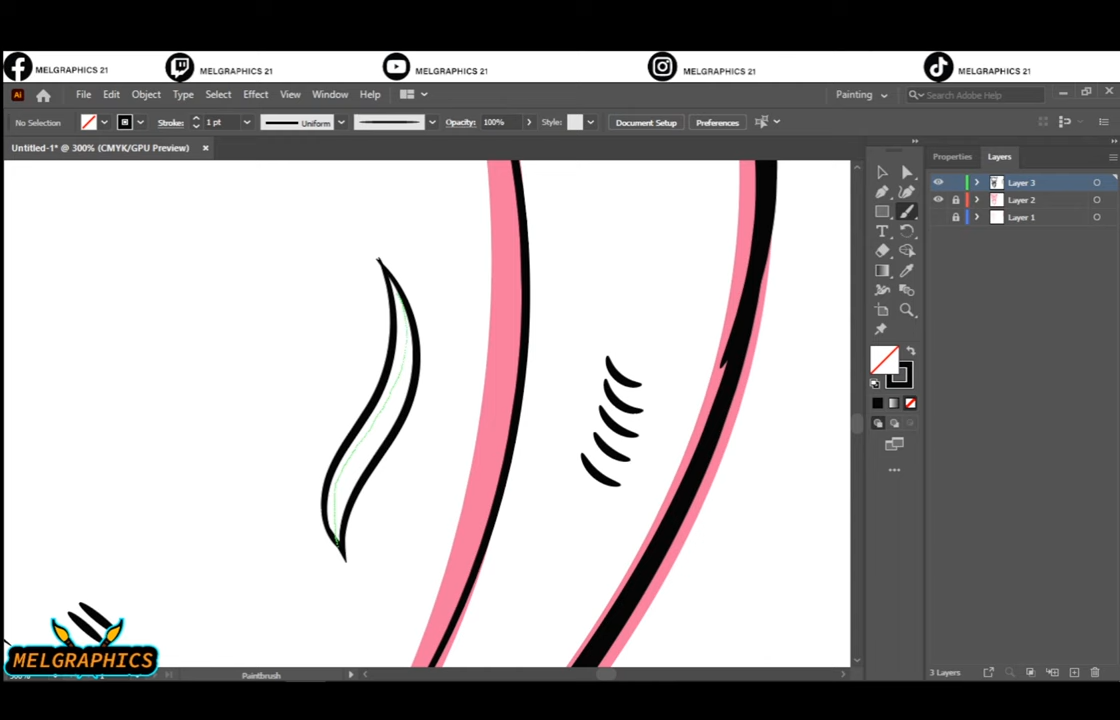 MELGRAPHICS 21 MELGRAPHICS 21 MELGRAPHICS 21 MELGRAPHICS 21 MELGRAPHICS 21
Ai File Edit Object Type Select Effect View Window Help Painting Search Adobe Help
No Selection Stroke: 1 pt Uniform Opacity: 100% Style: Document Setup Preferences
Untitled-1* @ 300% (CMYK/GPU Preview)
Properties Layers
Layer 3
Layer 2
Layer 1
MELGRAPHICS
Paintbrush
3 Layers